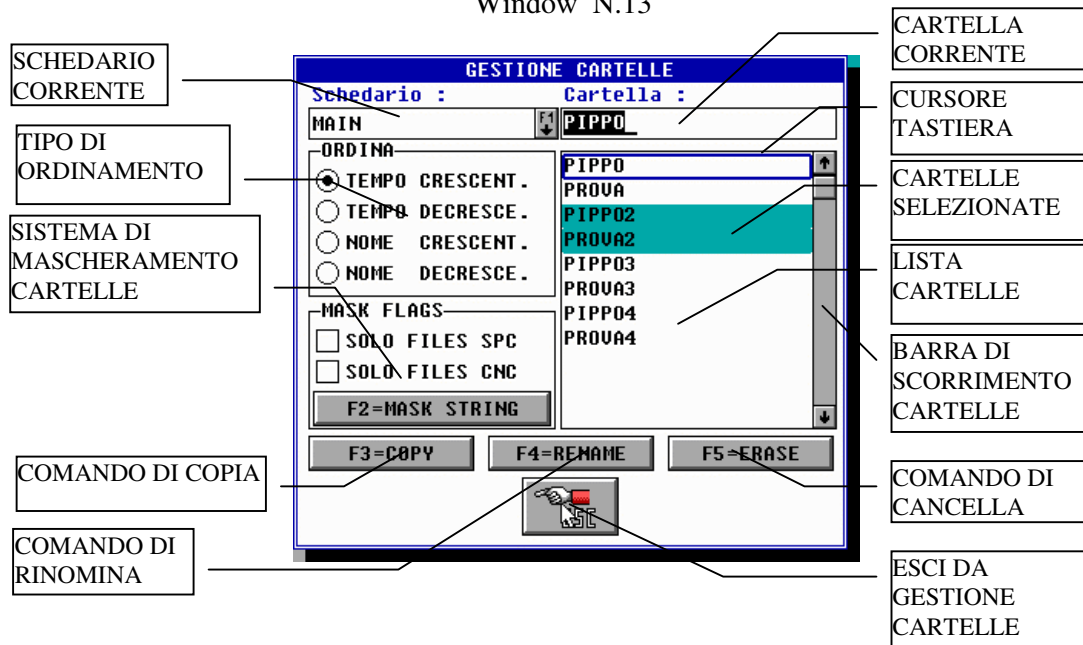 Window N.13
SCHEDARIO
CORRENTE
TIPO DI
ORDINAMENTO
SISTEMA DI
MASCHERAMENTO
CARTELLE
COMANDO DI COPIA
COMANDO DI
RINOMINA
GESTIONE CARTELLE
Schedario :
Cartella :
MAIN
F1
PIPPO_
ORDINA
TEMPO CRESCENT.
TEMPO DECRESCE.
NOME CRESCENT.
NOME DECRESCE.
MASK FLAGS
SOLO FILES SPC
SOLO FILES CNC
F2=MASK STRING
PIPPO
PROVA
PIPPO2
PROVA2
PIPPO3
PROVA3
PIPPO4
PROVA4
F3=COPY
F4=RENAME
F5=ERASE
CARTELLA
CORRENTE
CURSORE
TASTIERA
CARTELLE
SELEZIONATE
LISTA
CARTELLE
BARRA DI
SCORRIMENTO
CARTELLE
COMANDO DI
CANCELLA
ESCI DA
GESTIONE
CARTELLE